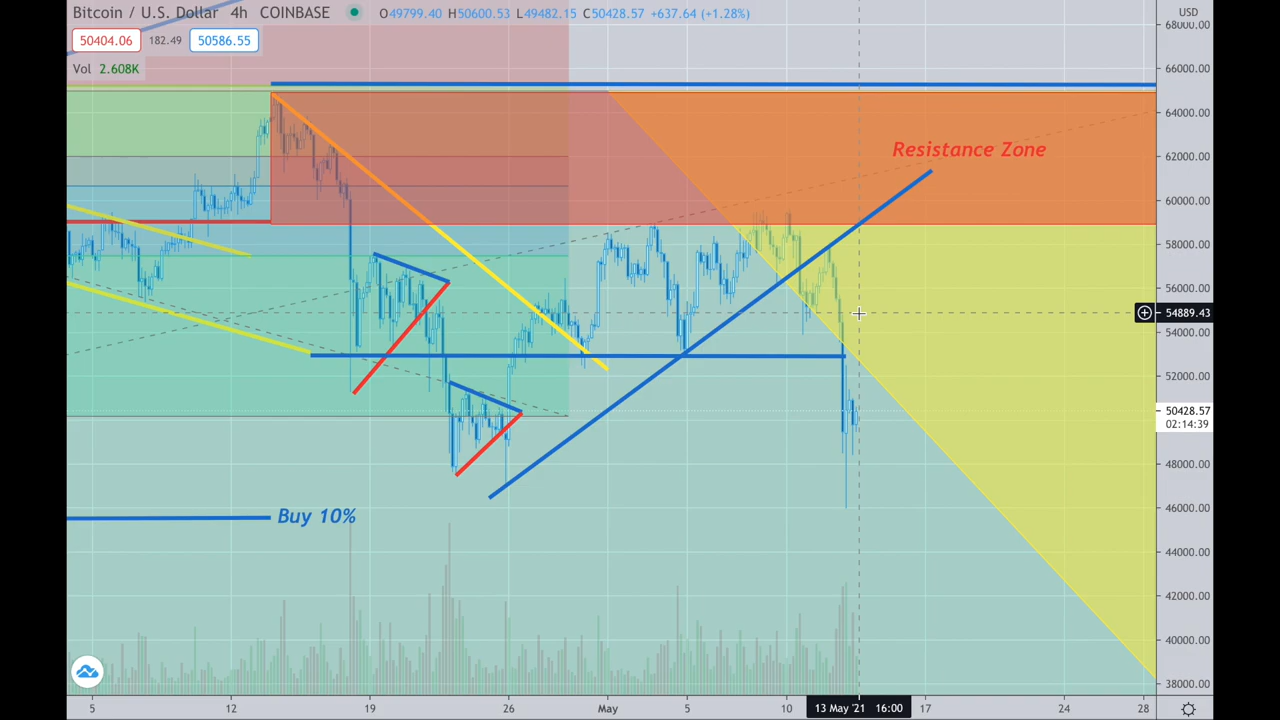 Bitcoin / U.S. Dollar 4h COINBASE O49799.40 H50600.53 L49482.15 C50428.57 +637.64 (+1.28%)
50404.06 182.49 50586.55
Vol 2.608K
USD
68000.00
66000.00
64000.00
62000.00
60000.00
58000.00
56000.00
54889.43
54000.00
52000.00
50428.57
02:14:39
48000.00
46000.00
44000.00
42000.00
40000.00
38000.00
Resistance Zone
Buy 10%
5 12 19 26 May 5 10 13 May '21 16:00 17 24 28